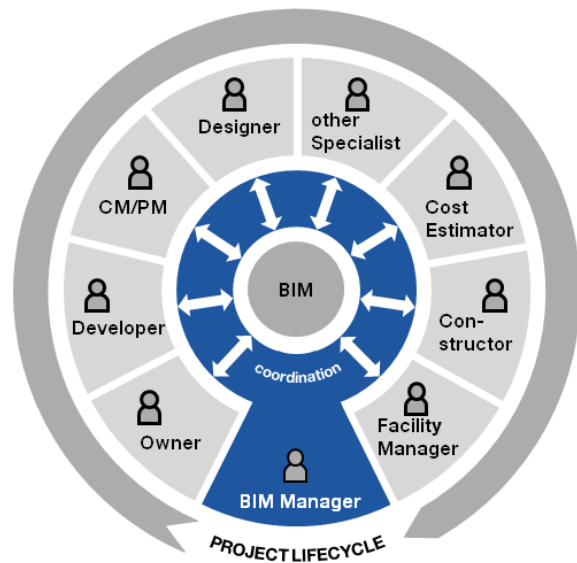 Designer
other
Specialist
CM/PM
Cost
Estimator
BIM
Developer
Con-
structor
coordination
Owner
Facility
Manager
BIM Manager
PROJECT LIFECYCLE